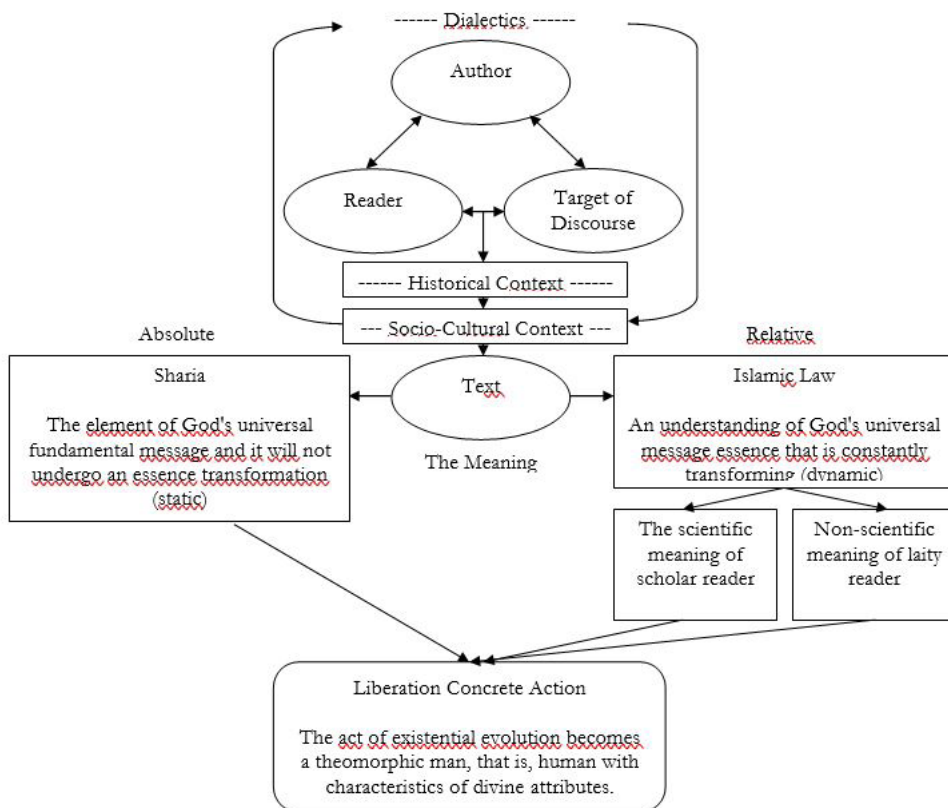 ------ Dialectics ------
Author
Reader
Target of
Discourse
------ Historical Context ------
--- Socio-Cultural Context ---
Absolute
Relative
Sharia
The element of God's universal
fundamental message and it will not
undergo an essence transformation
(static)
Text
The Meaning
Islamic Law
An understanding of God's universal
message essence that is constantly
transforming (dynamic)
The scientific
meaning of
scholar reader
Non-scientific
meaning of laity
reader
Liberation Concrete Action
The act of existential evolution becomes
a theomorphic man, that is, human with
characteristics of divine attributes.